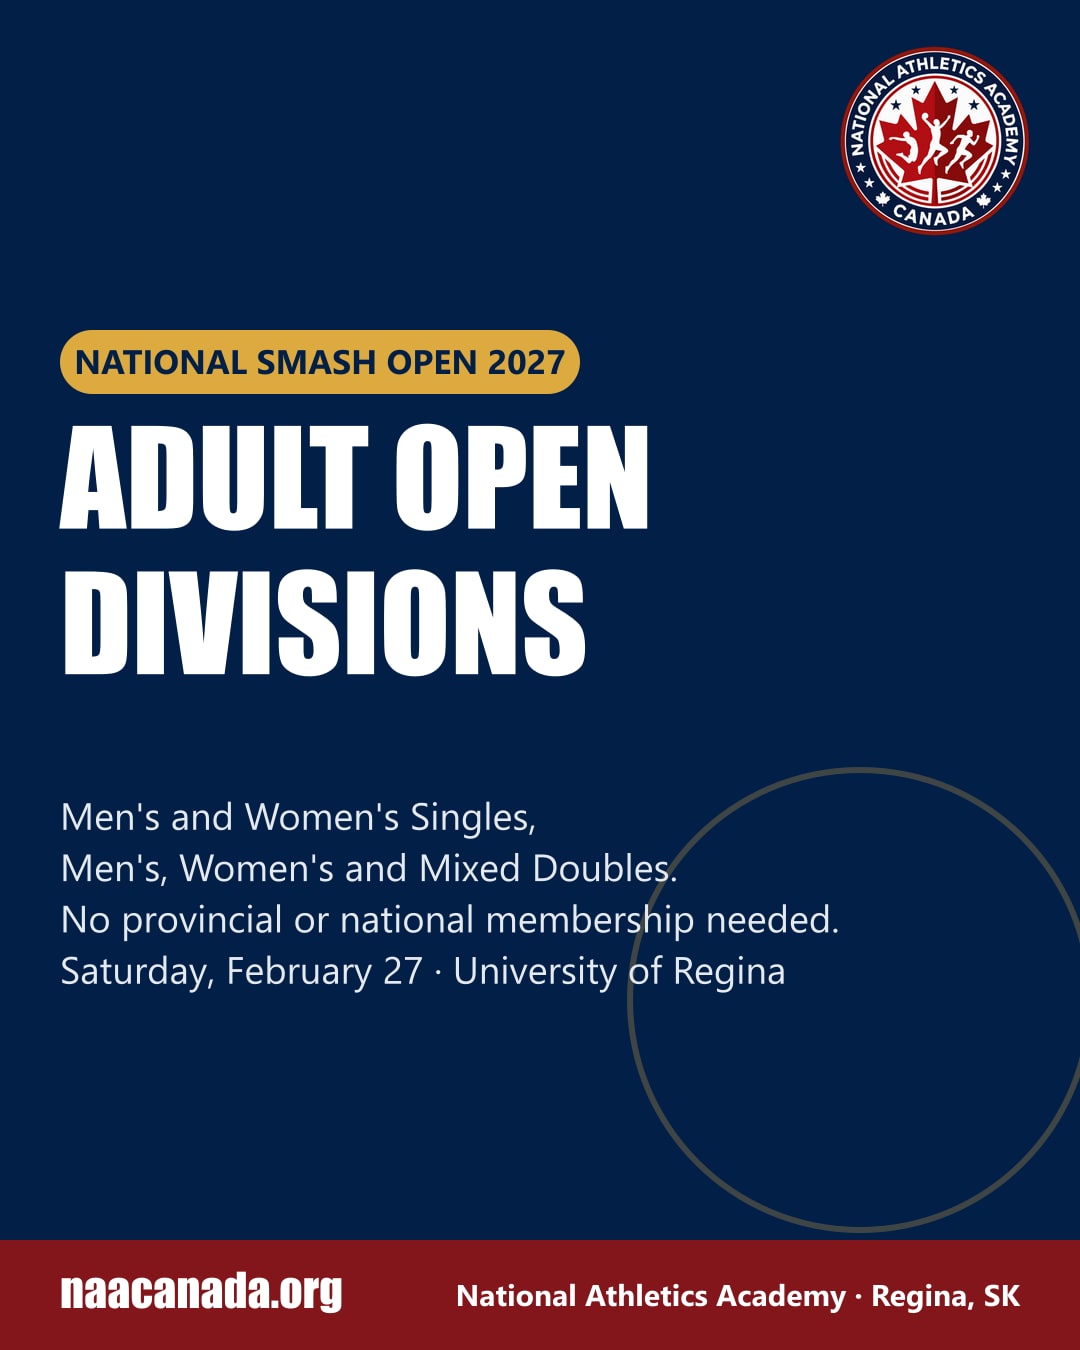 NATIONAL ATHLETICS ACADEMY
CANADA
NATIONAL SMASH OPEN 2027
ADULT OPEN
DIVISIONS
Men's and Women's Singles,
Men's, Women's and Mixed Doubles.
No provincial or national membership needed.
Saturday, February 27 · University of Regina
naacanada.org
National Athletics Academy · Regina, SK